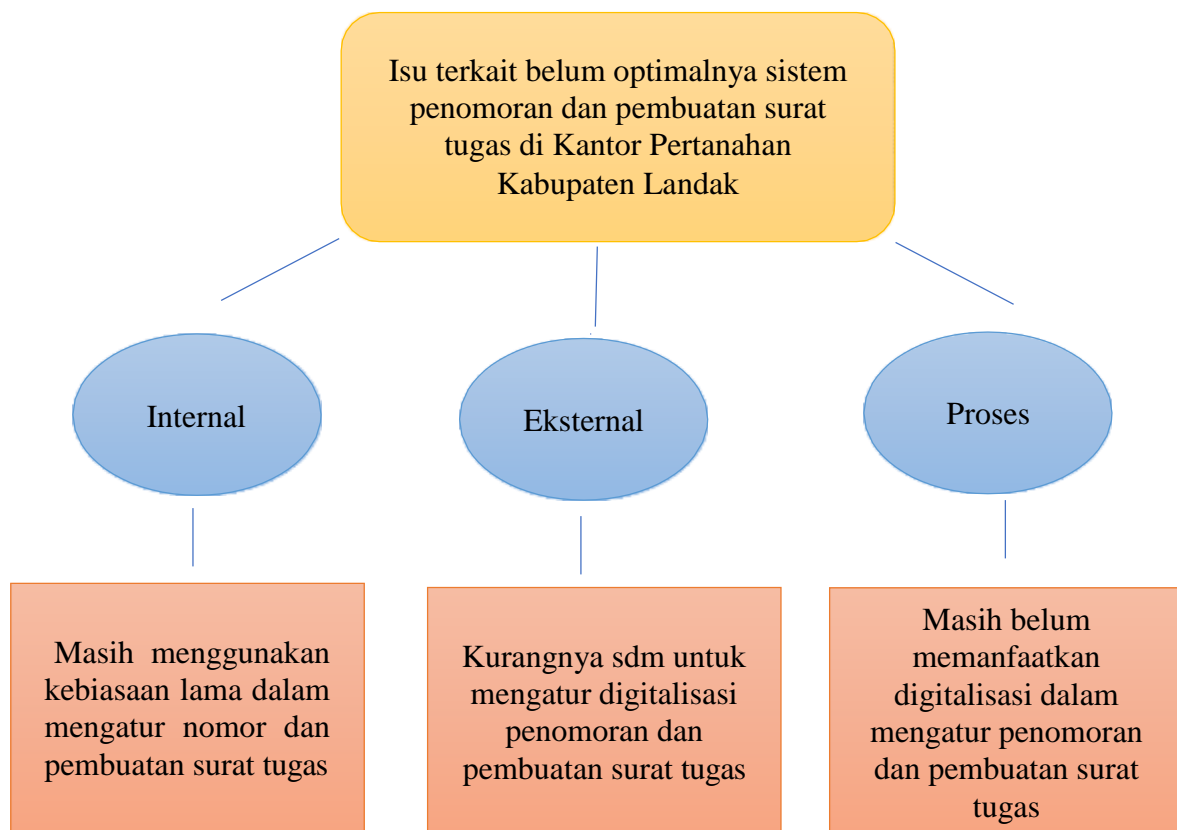 Isu terkait belum optimalnya sistem
penomoran dan pembuatan surat
tugas di Kantor Pertanahan
Kabupaten Landak
Internal
Eksternal
Proses
Masih menggunakan
kebiasaan lama dalam
mengatur nomor dan
pembuatan surat tugas
Kurangnya sdm untuk
mengatur digitalisasi
penomoran dan
pembuatan surat tugas
Masih belum
memanfaatkan
digitalisasi dalam
mengatur penomoran
dan pembuatan surat
tugas